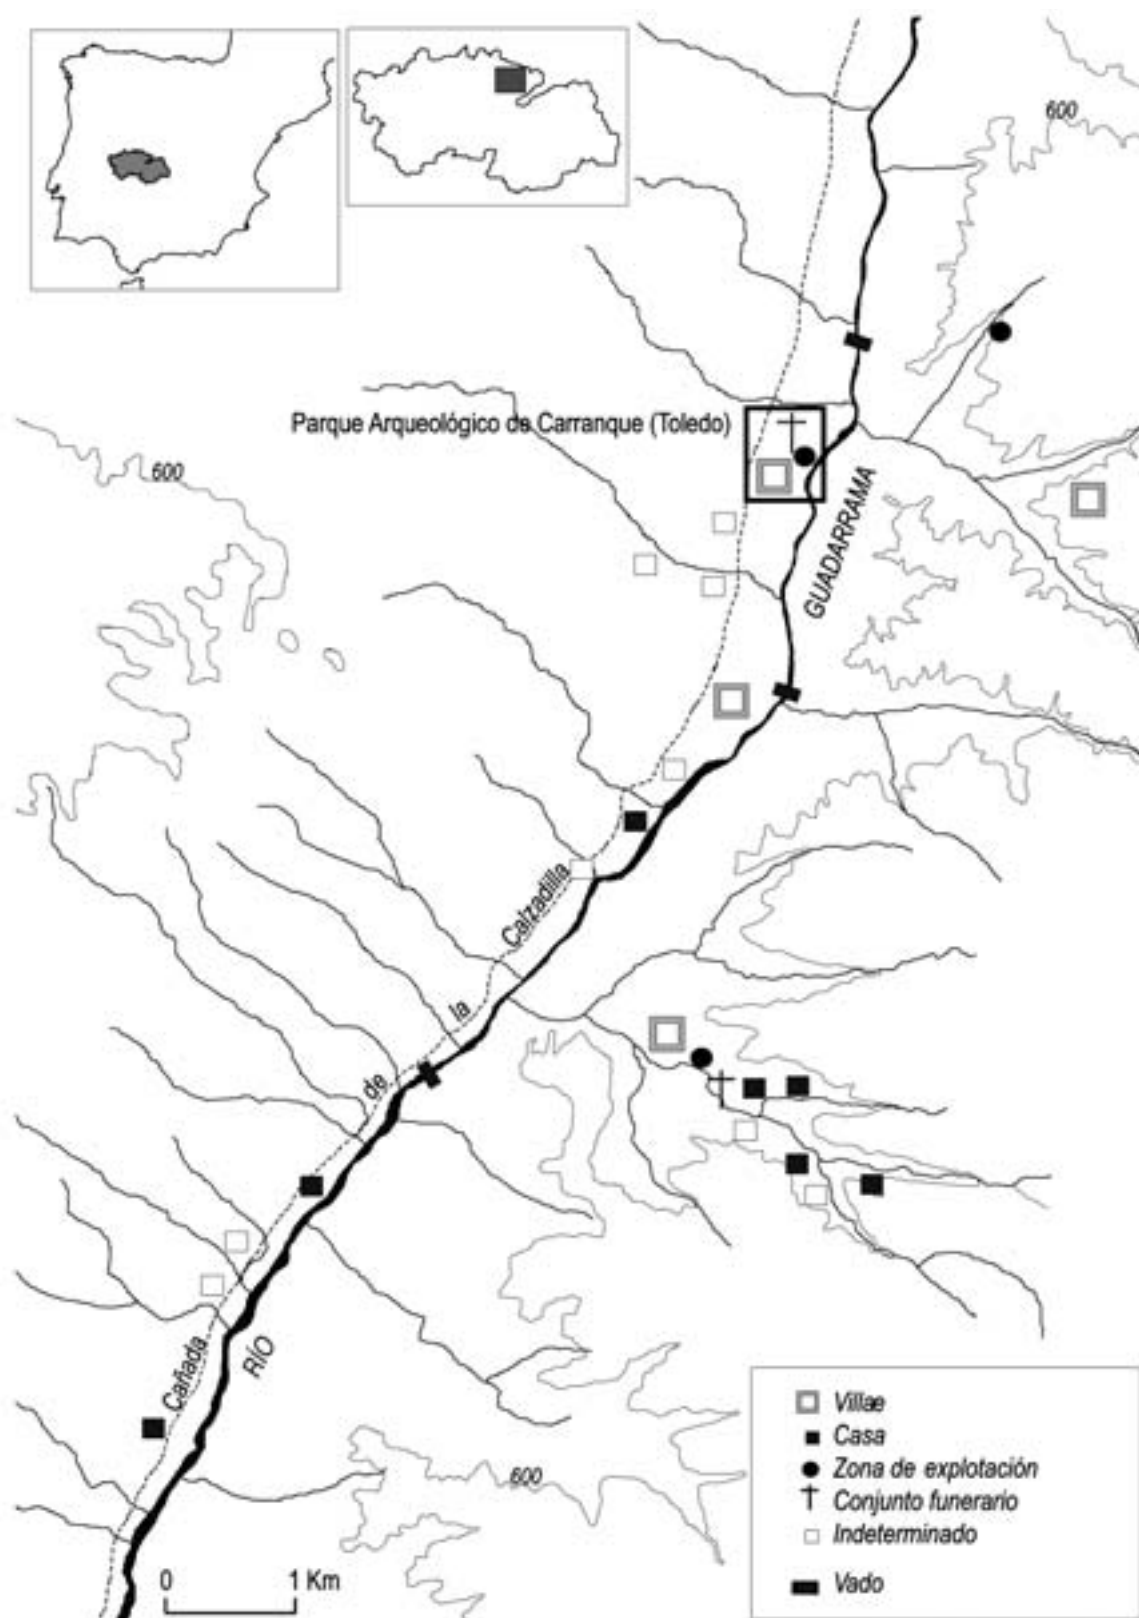 600
Parque Arqueológico de Carranque (Toledo)
600
GUADARRAMA
Calzadilla
la
de
Cañada
RÍO
600
0 1 Km
Villae
Casa
Zona de explotación
Conjunto funerario
Indeterminado
Vado